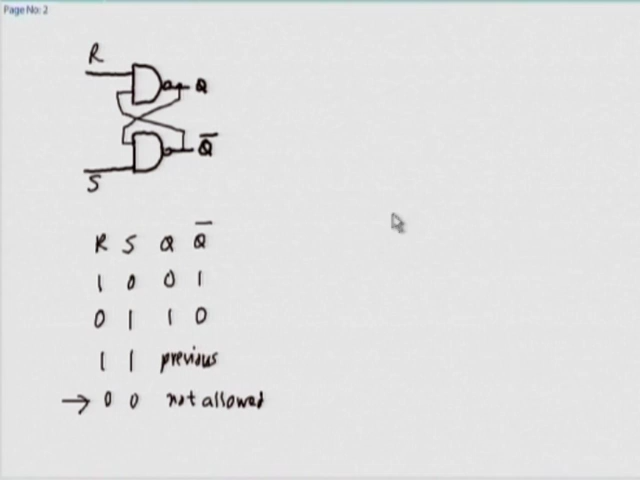 Page No: 2
R
Q
Q̅
S
R S Q Q̅
1 0 0 1
0 1 1 0
1 1 previous
→ 0 0 not allowed